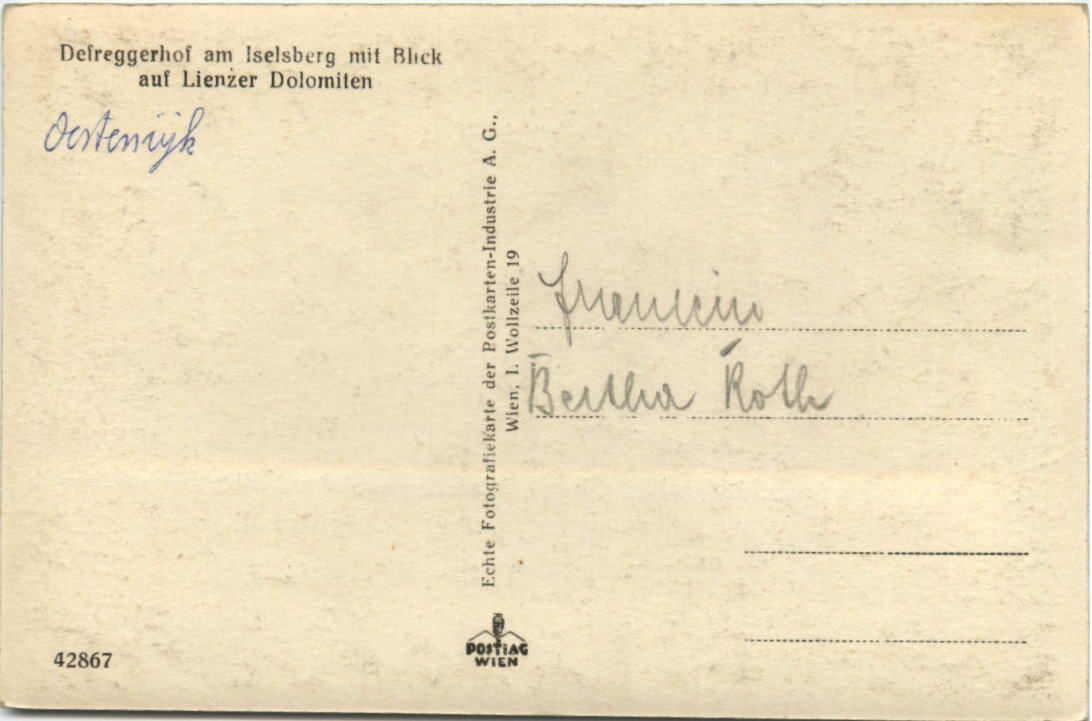 Defreggerhof am Iselsberg mit Blick
auf Lienzer Dolomiten
Oostenrijk
Echte Fotografiekarte der Postkarten-Industrie A. G.,
Wien, I. Wollzeile 19
Fräulein
Bertha Roth
42867
POSTIAG
WIEN